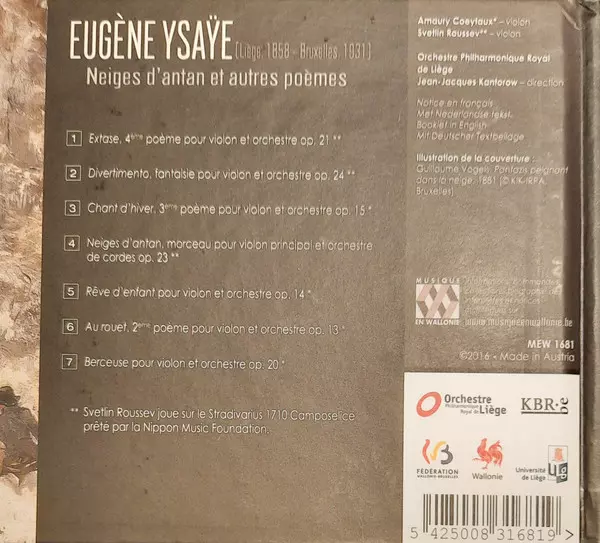 EUGÈNE YSAŸE (Liège, 1858 - Bruxelles, 1931)
Neiges d'antan et autres poèmes
1 Extase, 4ème poème pour violon et orchestre op. 21 **
2 Divertimento, fantaisie pour violon et orchestre op. 24 **
3 Chant d'hiver, 3ème poème pour violon et orchestre op. 15 *
4 Neiges d'antan, morceau pour violon principal et orchestre
de cordes op. 23 **
5 Rêve d'enfant pour violon et orchestre op. 14 *
6 Au rouet, 2ème poème pour violon et orchestre op. 13 *
7 Berceuse pour violon et orchestre op. 20 *
** Svetlin Roussev joue sur le Stradivarius 1710 Camposelice
prêté par la Nippon Music Foundation.
Amaury Coeytaux* - violon
Svetlin Roussev** - violon
Orchestre Philharmonique Royal
de Liège
Jean-Jacques Kantorow - direction
Notice en français
Met Nederlandse tekst
Booklet in English
Mit Deutscher Textbeilage
Illustration de la couverture :
Guillaume Vogels, Pantazis peignant
dans la neige, 1881 (© KIK/IRPA,
Bruxelles)
MUSIQUE
EN WALLONIE
www.musiqueenwallonie.be
MEW 1681
©2016 - Made in Austria
Orchestre
Philharmonique
Royal de Liège
KBR.be
FÉDÉRATION
WALLONIE-BRUXELLES
Wallonie
Université
de Liège
5 425008 316819 >